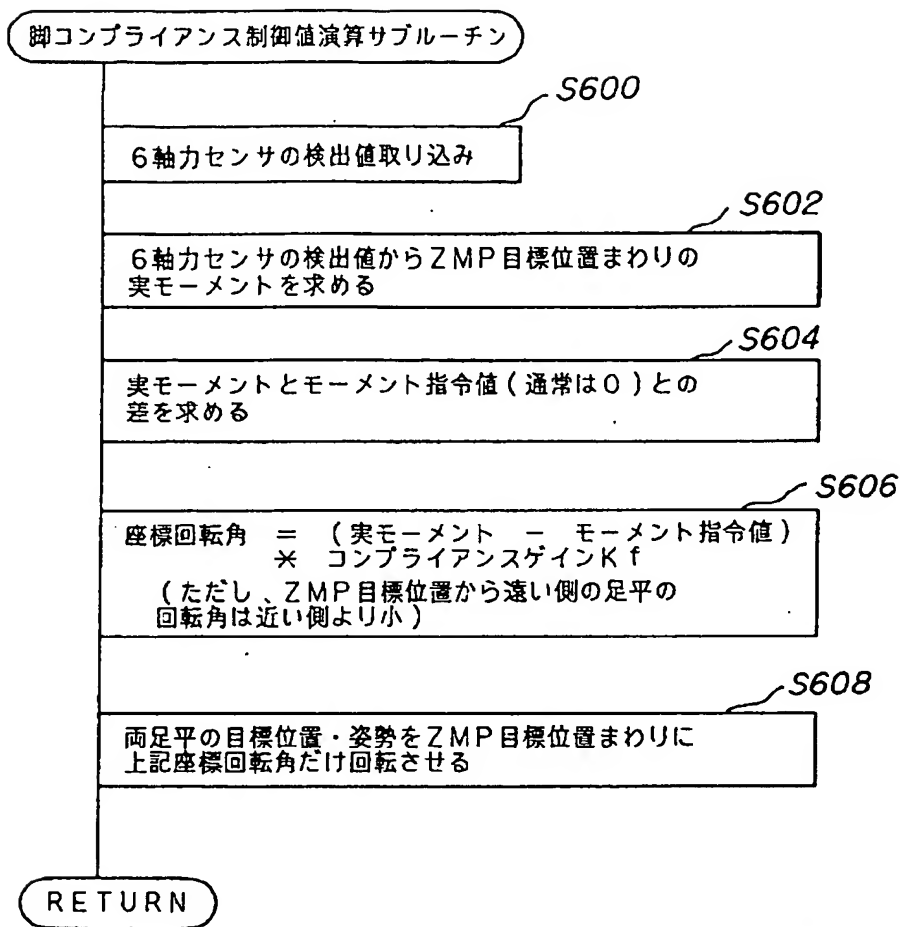 脚コンプライアンス制御値演算サブルーチン
S600
6軸力センサの検出値取り込み
S602
6軸力センサの検出値からZMP目標位置まわりの
実モーメントを求める
S604
実モーメントとモーメント指令値(通常は0)との
差を求める
S606
座標回転角 = (実モーメント - モーメント指令値)
* コンプライアンスゲインKf
(ただし、ZMP目標位置から遠い側の足平の
回転角は近い側より小)
S608
両足平の目標位置・姿勢をZMP目標位置まわりに
上記座標回転角だけ回転させる
RETURN